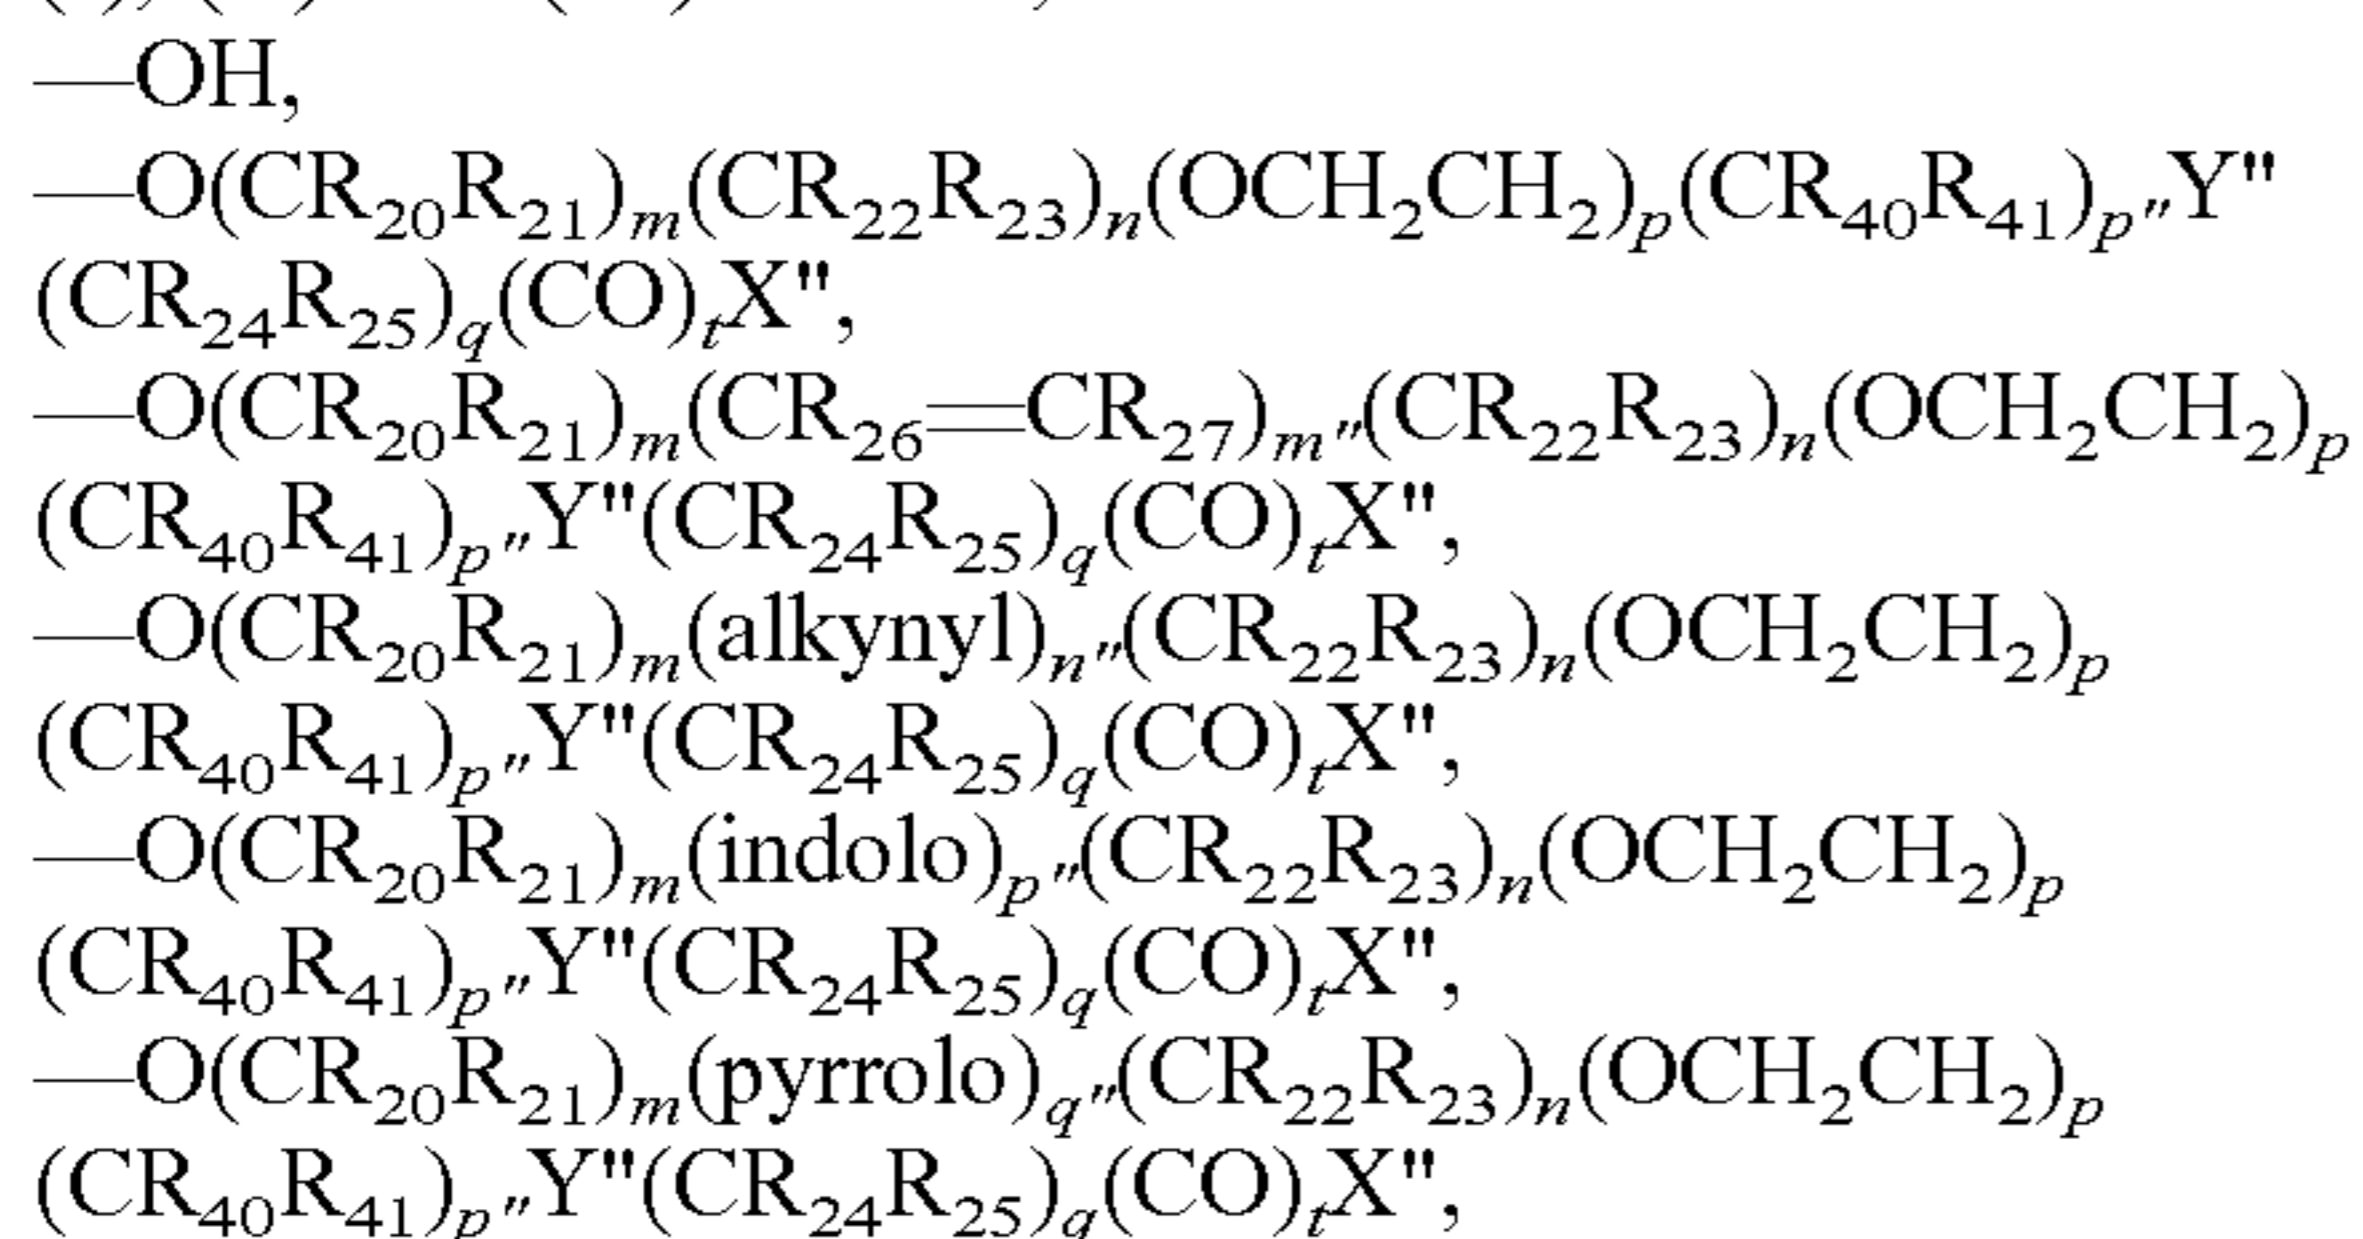 —OH,
—O(CR₂₀R₂₁)ₘ(CR₂₂R₂₃)ₙ(OCH₂CH₂)ₚ(CR₄₀R₄₁)ₚ″Y"
(CR₂₄R₂₅)q(CO)ₜX",
—O(CR₂₀R₂₁)ₘ(CR₂₆=CR₂₇)ₘ″(CR₂₂R₂₃)ₙ(OCH₂CH₂)ₚ
(CR₄₀R₄₁)ₚ″Y"(CR₂₄R₂₅)q(CO)ₜX",
—O(CR₂₀R₂₁)ₘ(alkynyl)ₙ″(CR₂₂R₂₃)ₙ(OCH₂CH₂)ₚ
(CR₄₀R₄₁)ₚ″Y"(CR₂₄R₂₅)q(CO)ₜX",
—O(CR₂₀R₂₁)ₘ(indolo)ₚ″(CR₂₂R₂₃)ₙ(OCH₂CH₂)ₚ
(CR₄₀R₄₁)ₚ″Y"(CR₂₄R₂₅)q(CO)ₜX",
—O(CR₂₀R₂₁)ₘ(pyrrolo)q″(CR₂₂R₂₃)ₙ(OCH₂CH₂)ₚ
(CR₄₀R₄₁)ₚ″Y"(CR₂₄R₂₅)q(CO)ₜX",